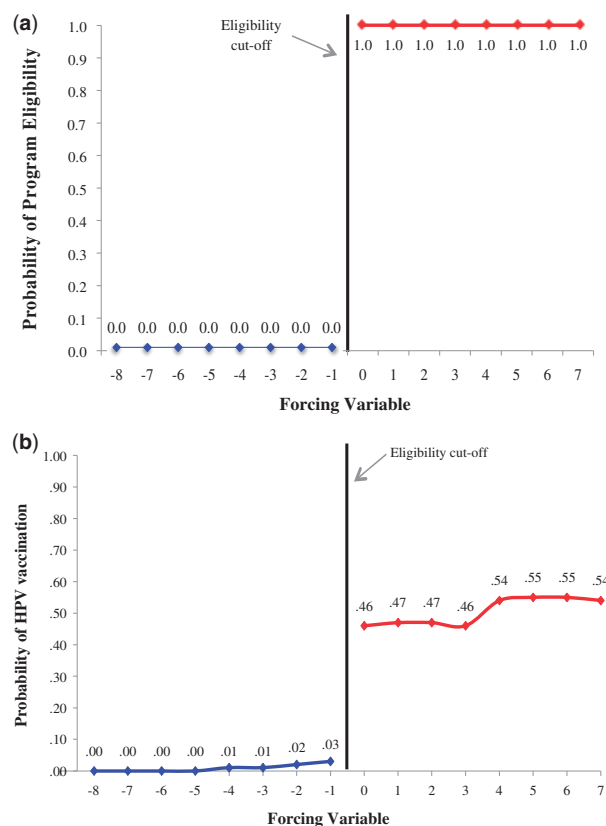 (a)
Probability of Program Eligibility
1.0
0.9
0.8
0.7
0.6
0.5
0.4
0.3
0.2
0.1
0.0
Eligibility
cut-off
1.0 1.0 1.0 1.0 1.0 1.0 1.0 1.0
0.0 0.0 0.0 0.0 0.0 0.0 0.0 0.0
-8 -7 -6 -5 -4 -3 -2 -1 0 1 2 3 4 5 6 7
Forcing Variable
(b)
Probability of HPV vaccination
1.00
.90
.80
.70
.60
.50
.40
.30
.20
.10
.00
Eligibility cut-off
.46 .47 .47 .46 .54 .55 .55 .54
.00 .00 .00 .00 .01 .01 .02 .03
-8 -7 -6 -5 -4 -3 -2 -1 0 1 2 3 4 5 6 7
Forcing Variable